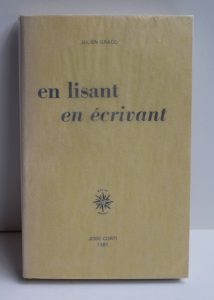 JULIEN GRACQ
en lisant
en écrivant
JOSÉ CORTI
1981